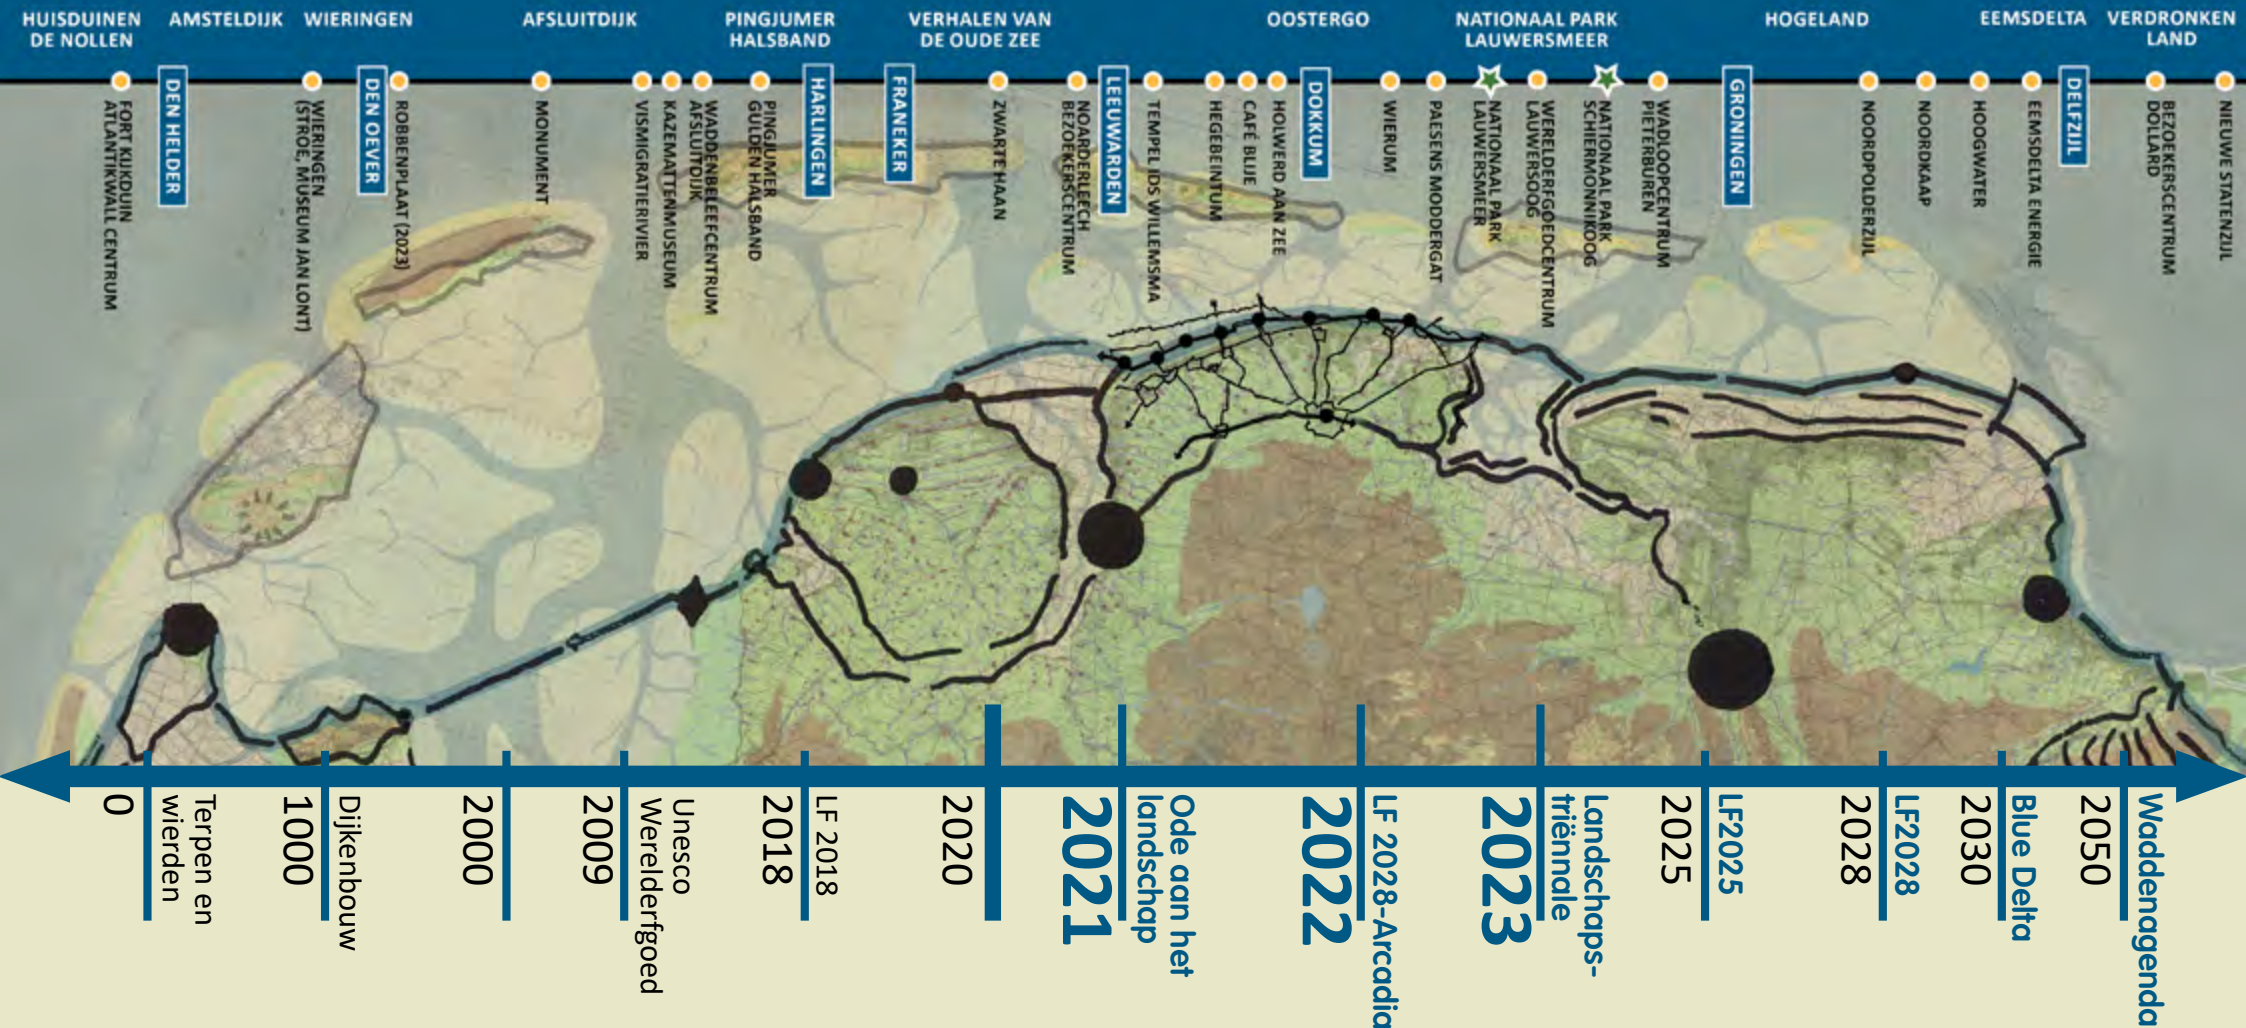 HUISDUINEN
DE NOLLEN
AMSTELDIJK
WIERINGEN
AFSLUITDIJK
PINGJUMER
HALSBAND
VERHALEN VAN
DE OUDE ZEE
OOSTERGO
NATIONAAL PARK
LAUWERSMEER
HOGELAND
EEMSDELTA
VERDRONKEN
LAND
FORT KIJKDUIN
ATLANTIKWALL CENTRUM
DEN HELDER
WIERINGEN
(STROE, MUSEUM JAN LONT)
DEN OEVER
ROBBENPLAAT (2023)
MONUMENT
VISMIGRATIERIVIER
KAZEMATTENMUSEUM
WADDENBELEEFCENTRUM
AFSLUITDIJK
PINGJUMER
GULDEN HALSBAND
HARLINGEN
FRANEKER
ZWARTE HAAN
NOARDERLEECH
BEZOEKERSCENTRUM
LEEUWARDEN
TEMPEL IDS WILLEMSMA
HEGEBEINTUM
CAFÉ BLIJE
HOLWERD AAN ZEE
DOKKUM
WIERUM
PAESENS MODDERGAT
NATIONAAL PARK
LAUWERSMEER
WERELDERFGOEDCENTRUM
LAUWERSOOG
NATIONAAL PARK
SCHIERMONNIKOOG
WADLOOPCENTRUM
PIETERBUREN
GRONINGEN
NOORDPOLDERZIJL
NOORDKAAP
HOOGWATER
EEMSDELTA ENERGIE
DELFZIJL
BEZOEKERSCENTRUM
DOLLARD
NIEUWE STATENZIJL
0
Terpen en
wierden
1000
Dijkenbouw
2000
2009
Unesco
Werelderfgoed
2018
LF 2018
2020
2021
Ode aan het
landschap
2022
LF 2028-Arcadia
2023
Landschaps-
triënnale
2025
LF2025
2028
LF2028
2030
Blue Delta
2050
Waddenagenda